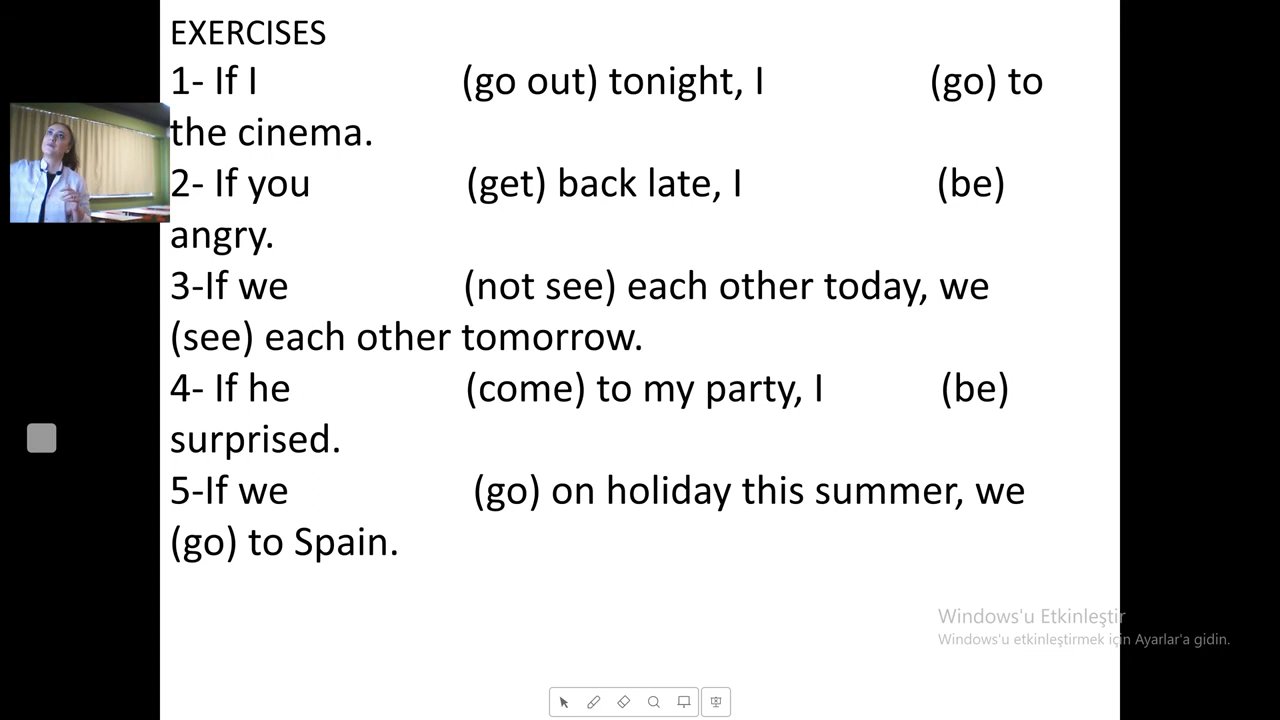 EXERCISES
1- If I (go out) tonight, I (go) to
the cinema.
2- If you (get) back late, I (be)
angry.
3-If we (not see) each other today, we
(see) each other tomorrow.
4- If he (come) to my party, I (be)
surprised.
5-If we (go) on holiday this summer, we
(go) to Spain.
Windows'u Etkinleştir
Windows'u etkinleştirmek için Ayarlar'a gidin.